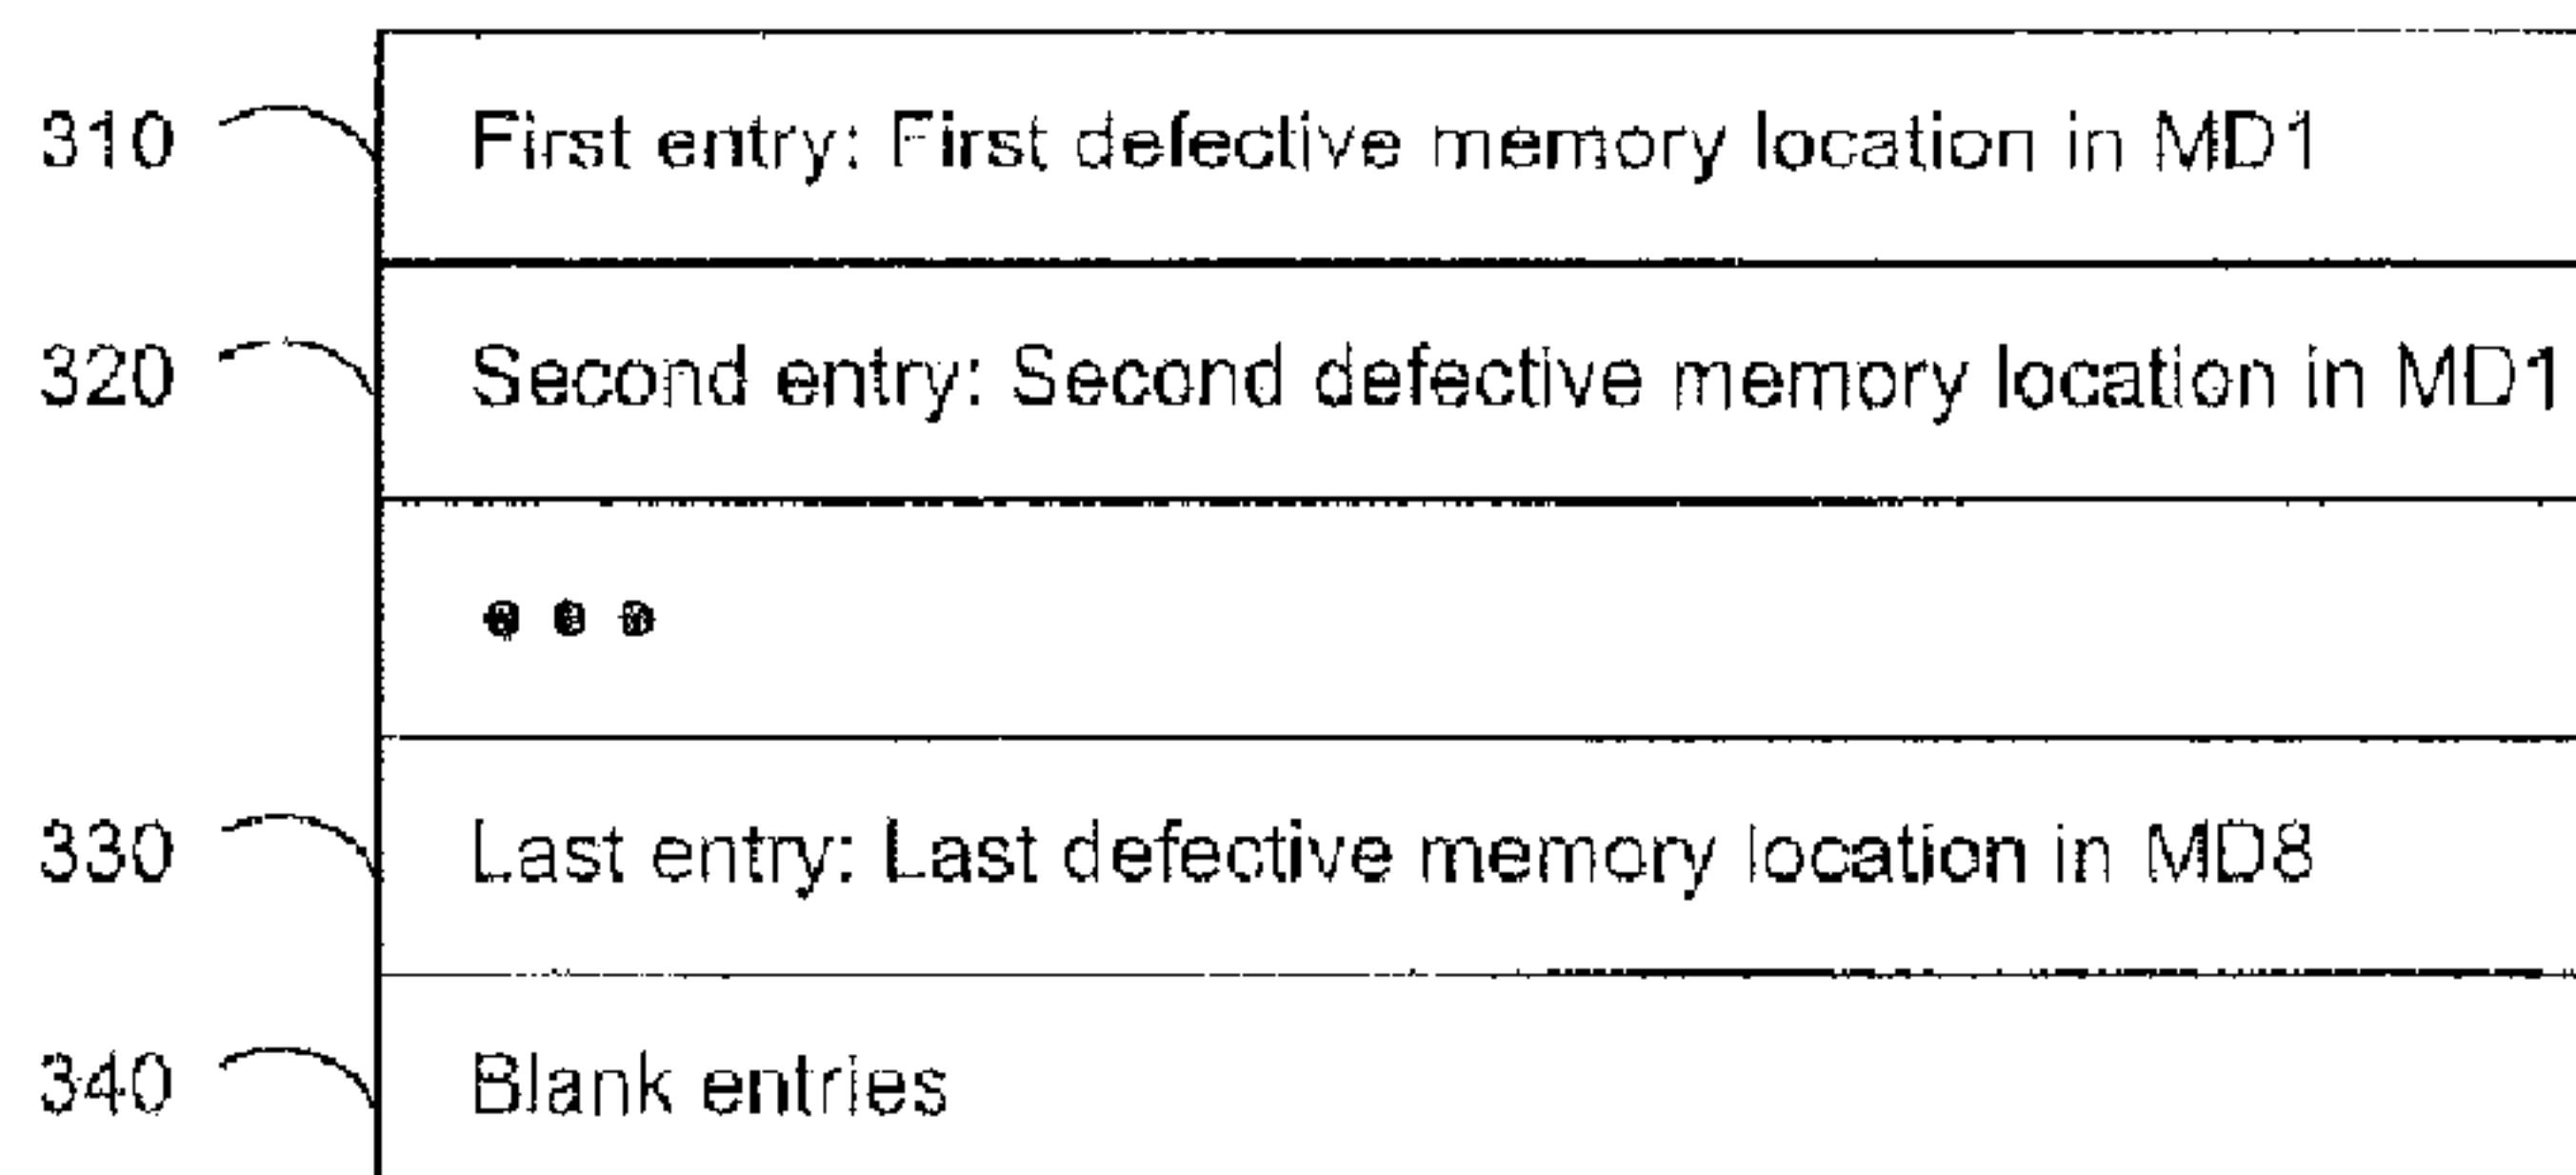 310 First entry: First defective memory location in MD1
320 Second entry: Second defective memory location in MD1
• • •
330 Last entry: Last defective memory location in MD8
340 Blank entries